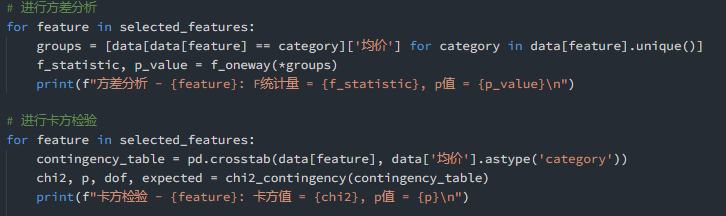 # 进行方差分析
for feature in selected_features:
    groups = [data[data[feature] == category]['均价'] for category in data[feature].unique()]
    f_statistic, p_value = f_oneway(*groups)
    print(f"方差分析 - {feature}: F统计量 = {f_statistic}, p值 = {p_value}\n")
# 进行卡方检验
for feature in selected_features:
    contingency_table = pd.crosstab(data[feature], data['均价'].astype('category'))
    chi2, p, dof, expected = chi2_contingency(contingency_table)
    print(f"卡方检验 - {feature}: 卡方值 = {chi2}, p值 = {p}\n")